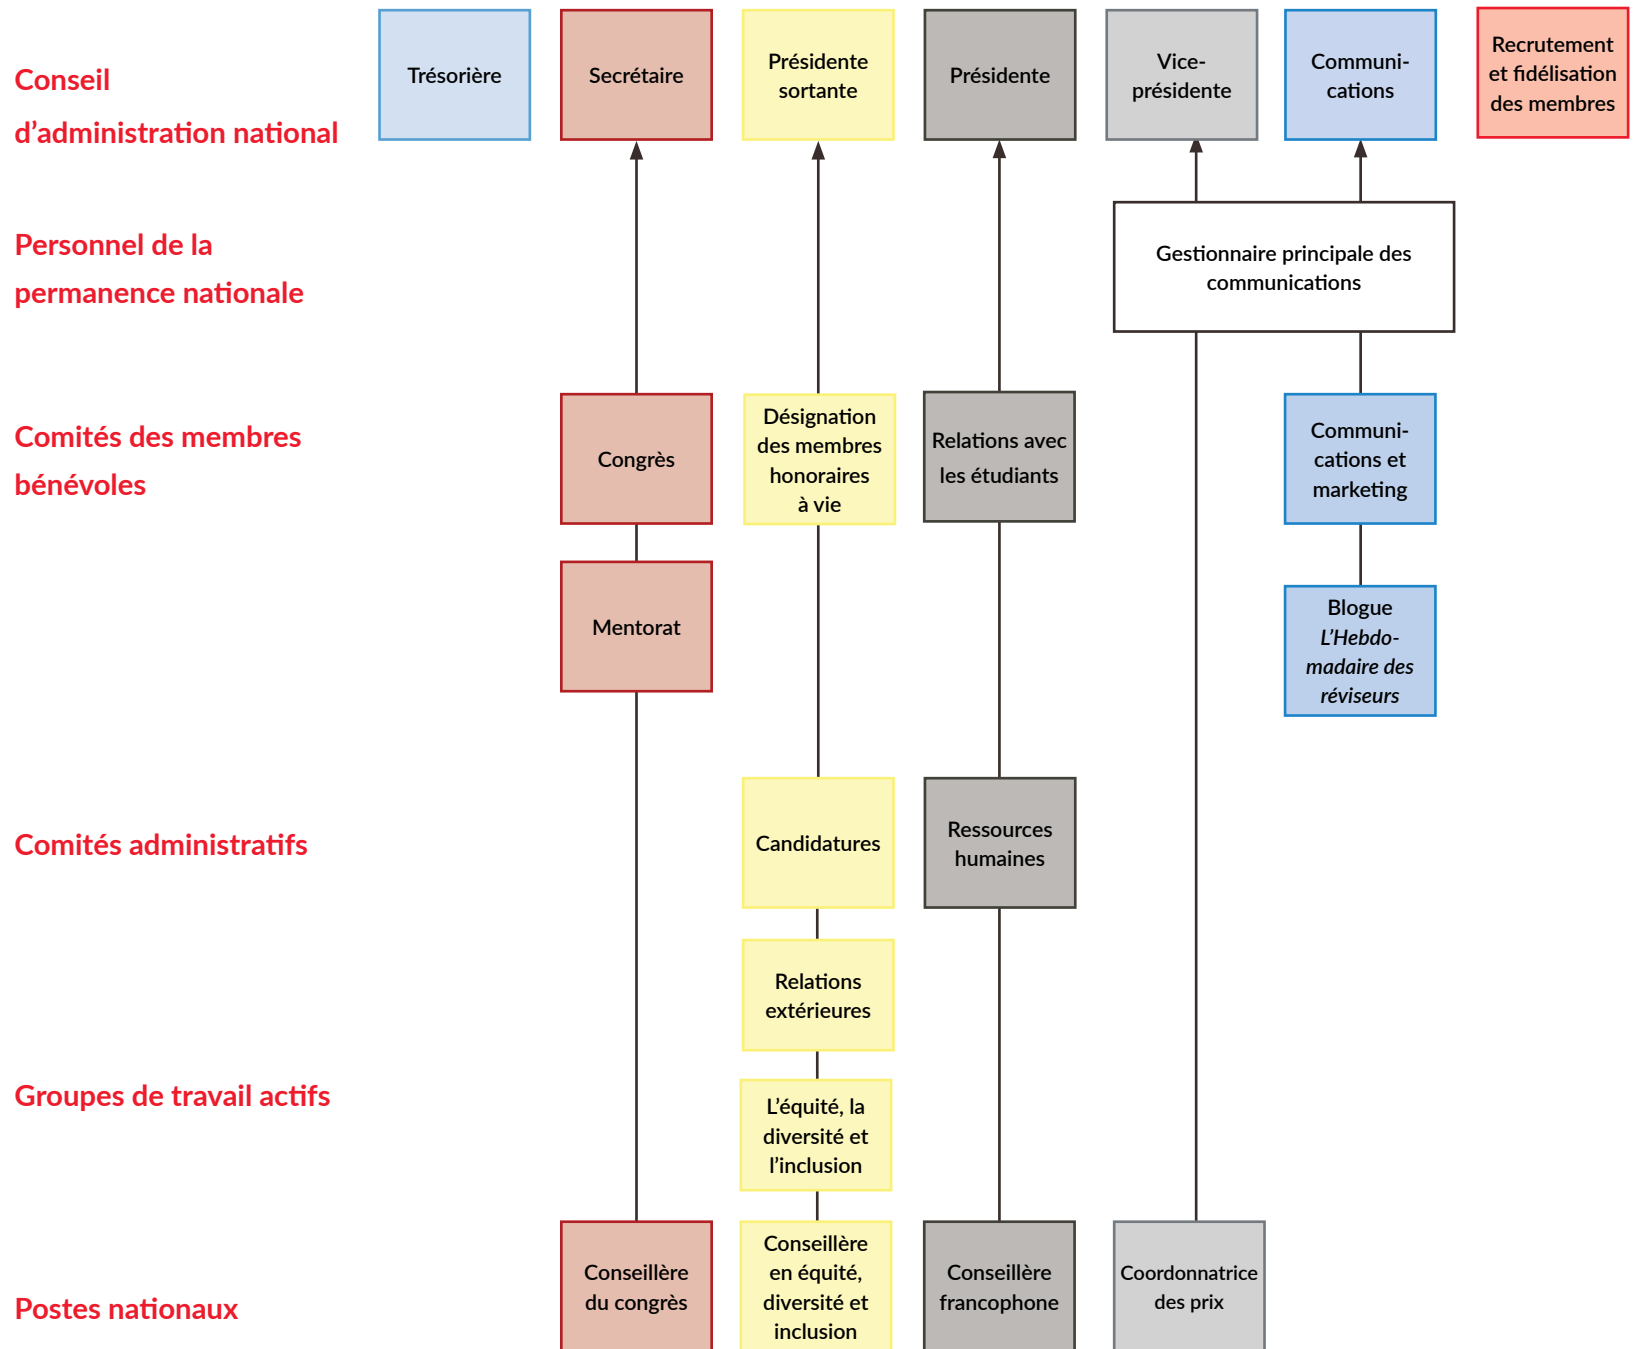 Conseil
d’administration national
Trésorière
Secrétaire
Présidente
sortante
Présidente
Vice-
présidente
Communi-
cations
Recrutement
et fidélisation
des membres
Personnel de la
permanence nationale
Gestionnaire principale des
communications
Comités des membres
bénévoles
Congrès
Désignation
des membres
honoraires
à vie
Relations avec
les étudiants
Communi-
cations et
marketing
Mentorat
Blogue
L’Hebdo-
madaire des
réviseurs
Comités administratifs
Candidatures
Ressources
humaines
Relations
extérieures
Groupes de travail actifs
L’équité, la
diversité et
l’inclusion
Postes nationaux
Conseillère
du congrès
Conseillère
en équité,
diversité et
inclusion
Conseillère
francophone
Coordonnatrice
des prix